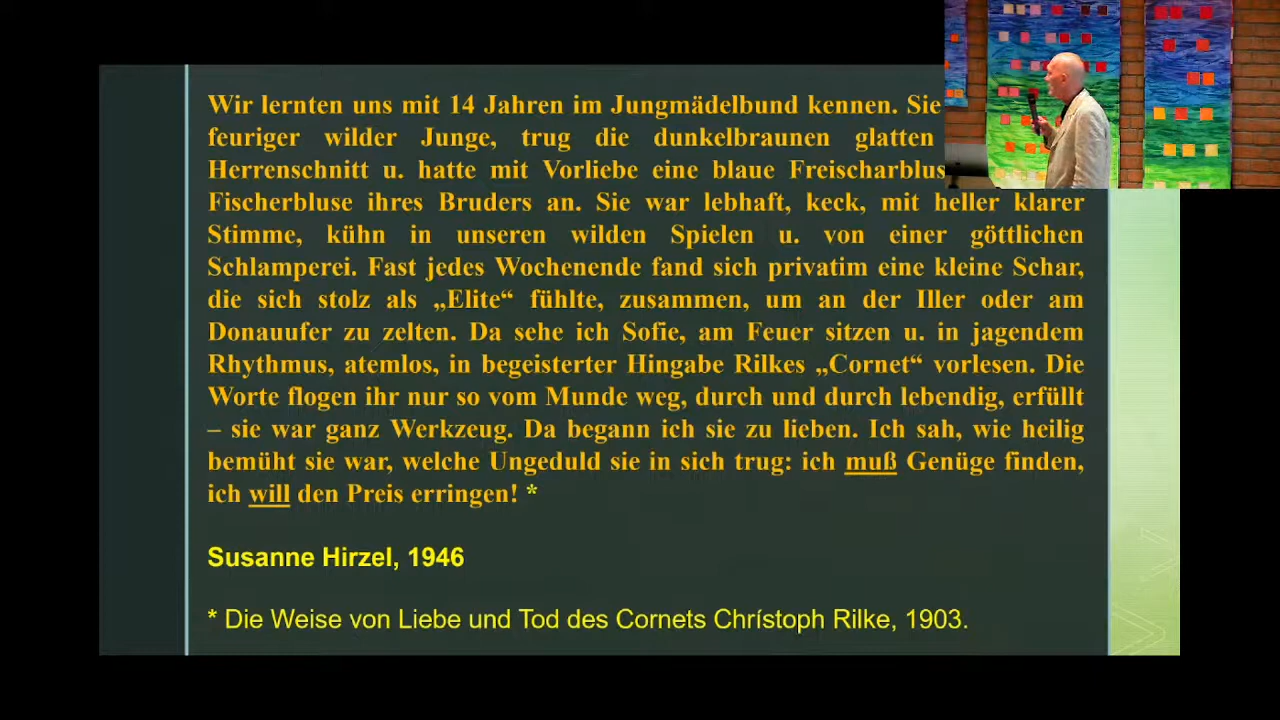 Wir lernten uns mit 14 Jahren im Jungmädelbund kennen. Sie
feuriger wilder Junge, trug die dunkelbraunen glatten
Herrenschnitt u. hatte mit Vorliebe eine blaue Freischarblus
Fischerbluse ihres Bruders an. Sie war lebhaft, keck, mit heller klarer
Stimme, kühn in unseren wilden Spielen u. von einer göttlichen
Schlamperei. Fast jedes Wochenende fand sich privatim eine kleine Schar,
die sich stolz als „Elite“ fühlte, zusammen, um an der Iller oder am
Donauufer zu zelten. Da sehe ich Sofie, am Feuer sitzen u. in jagendem
Rhythmus, atemlos, in begeisterter Hingabe Rilkes „Cornet“ vorlesen. Die
Worte flogen ihr nur so vom Munde weg, durch und durch lebendig, erfüllt
– sie war ganz Werkzeug. Da begann ich sie zu lieben. Ich sah, wie heilig
bemüht sie war, welche Ungeduld sie in sich trug: ich muß Genüge finden,
ich will den Preis erringen! *
Susanne Hirzel, 1946
* Die Weise von Liebe und Tod des Cornets Chrístoph Rilke, 1903.